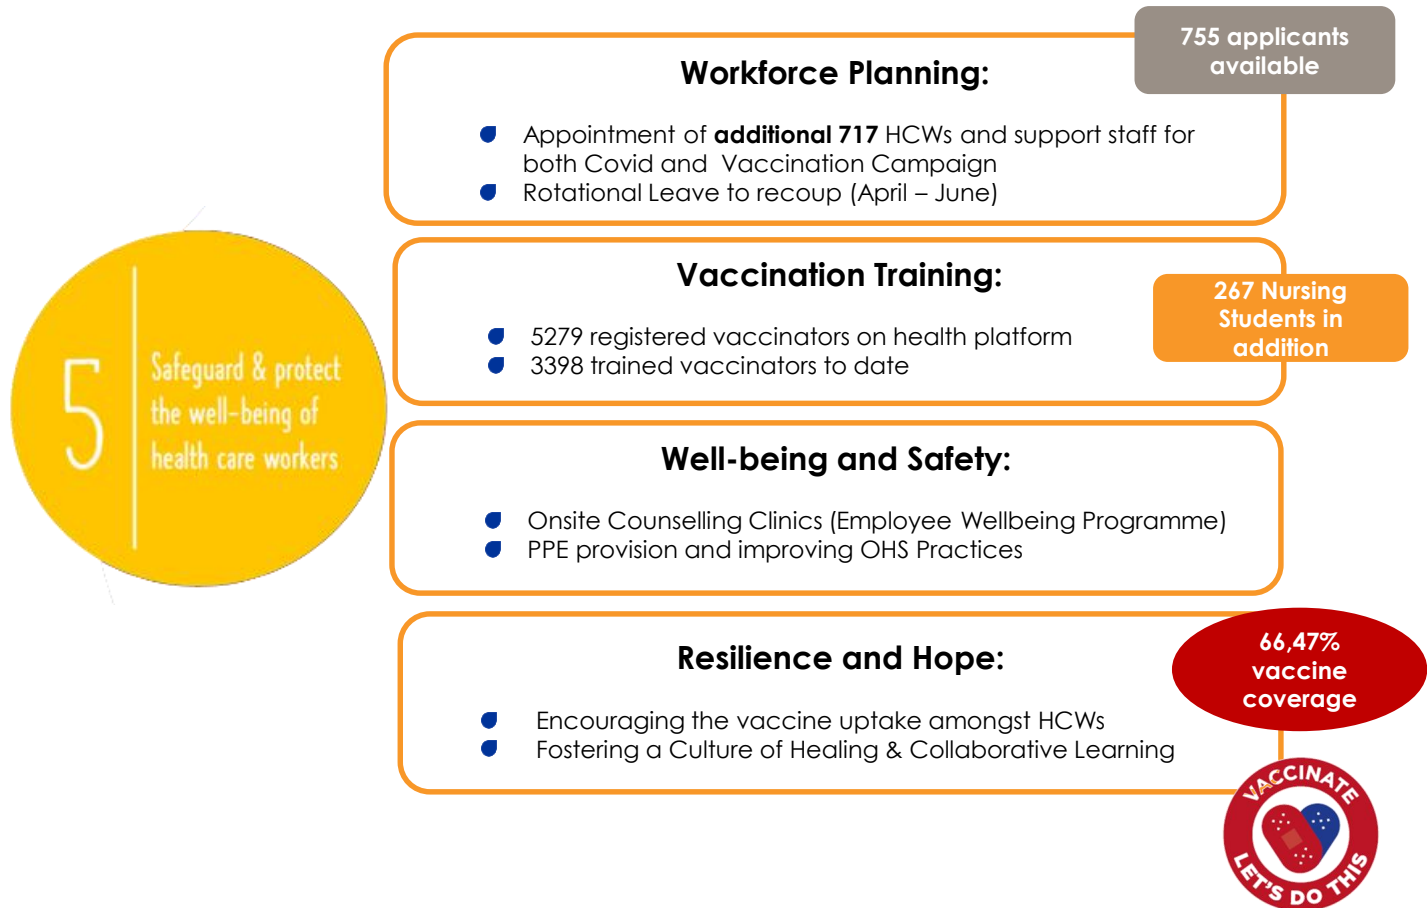 755 applicants
available
Workforce Planning:
Appointment of additional 717 HCWs and support staff for
both Covid and Vaccination Campaign
Rotational Leave to recoup (April – June)
5
Safeguard & protect
the well-being of
health care workers
Vaccination Training:
267 Nursing
Students in
addition
5279 registered vaccinators on health platform
3398 trained vaccinators to date
Well-being and Safety:
Onsite Counselling Clinics (Employee Wellbeing Programme)
PPE provision and improving OHS Practices
Resilience and Hope:
66,47%
vaccine
coverage
Encouraging the vaccine uptake amongst HCWs
Fostering a Culture of Healing & Collaborative Learning
VACCINATE
LET'S DO THIS